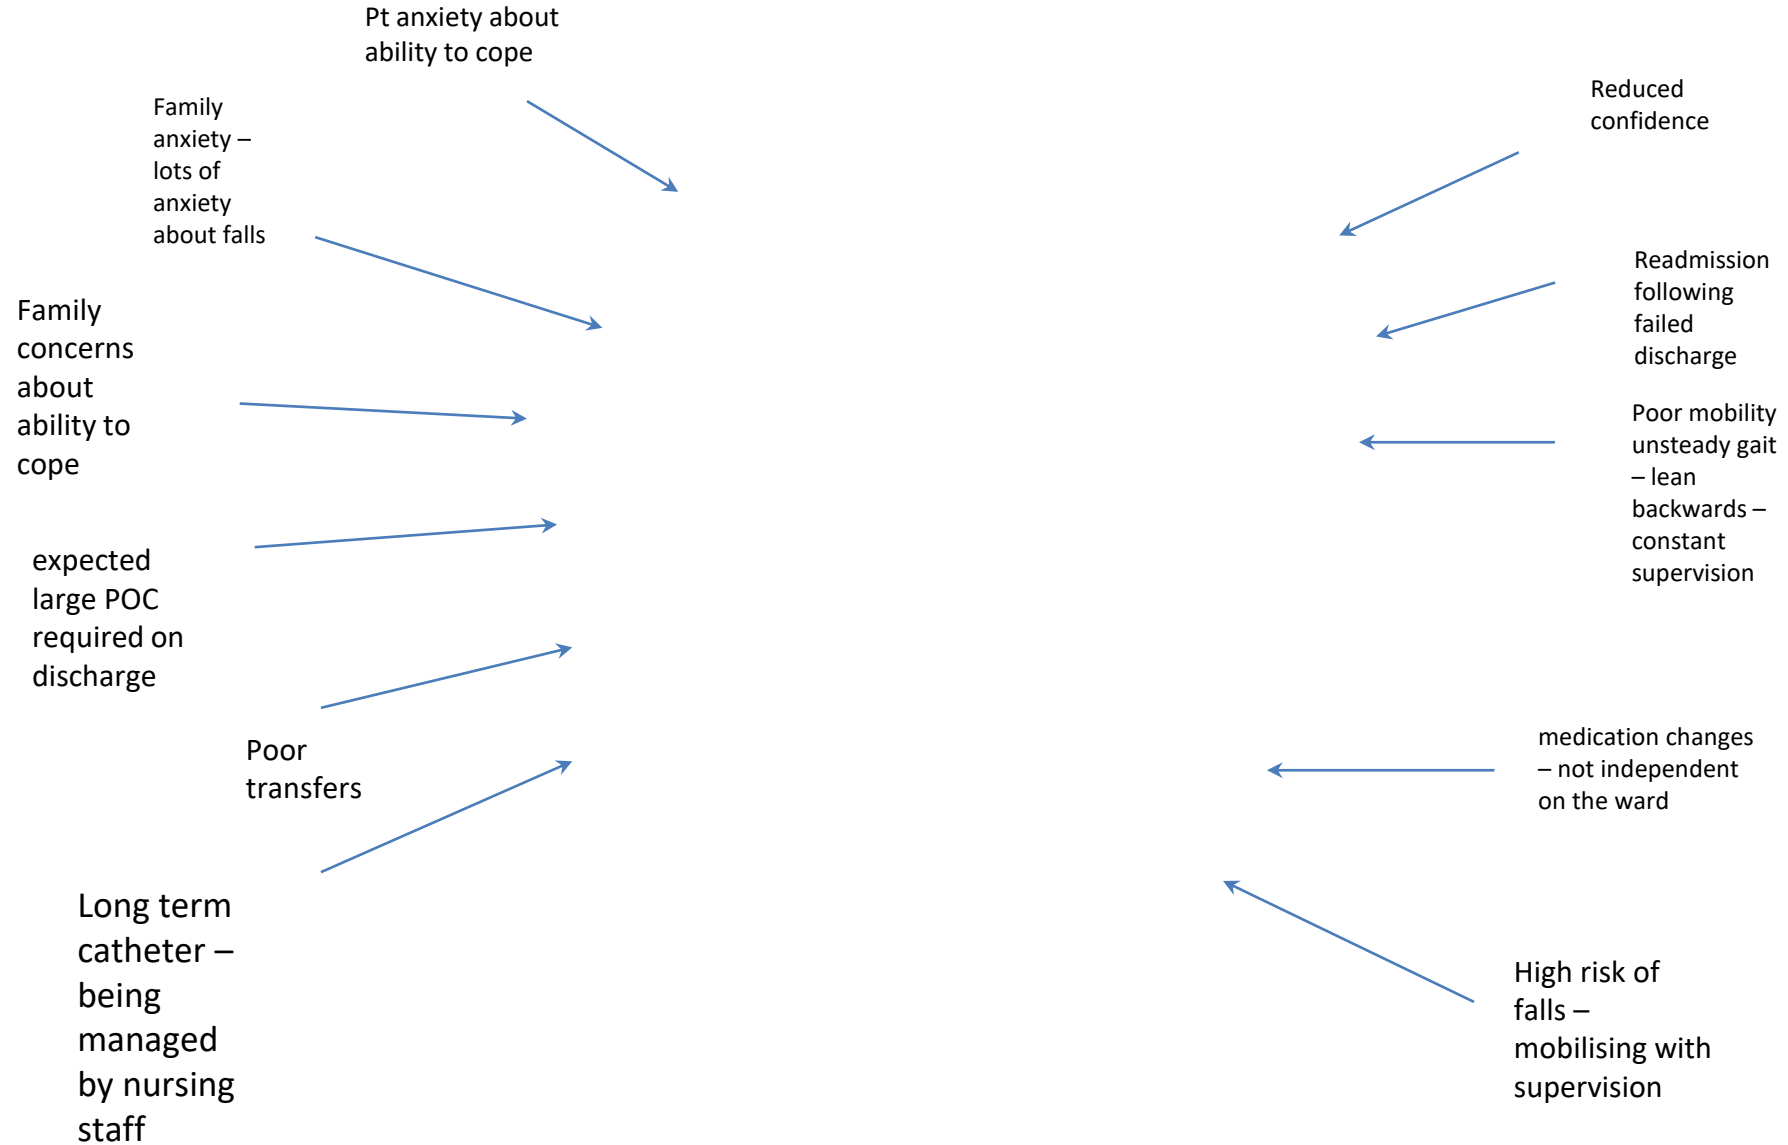 Pt anxiety about
ability to cope
Family
anxiety –
lots of
anxiety
about falls
Family
concerns
about
ability to
cope
expected
large POC
required on
discharge
Poor
transfers
Long term
catheter –
being
managed
by nursing
staff
Reduced
confidence
Readmission
following
failed
discharge
Poor mobility
unsteady gait
– lean
backwards –
constant
supervision
medication changes
– not independent
on the ward
High risk of
falls –
mobilising with
supervision